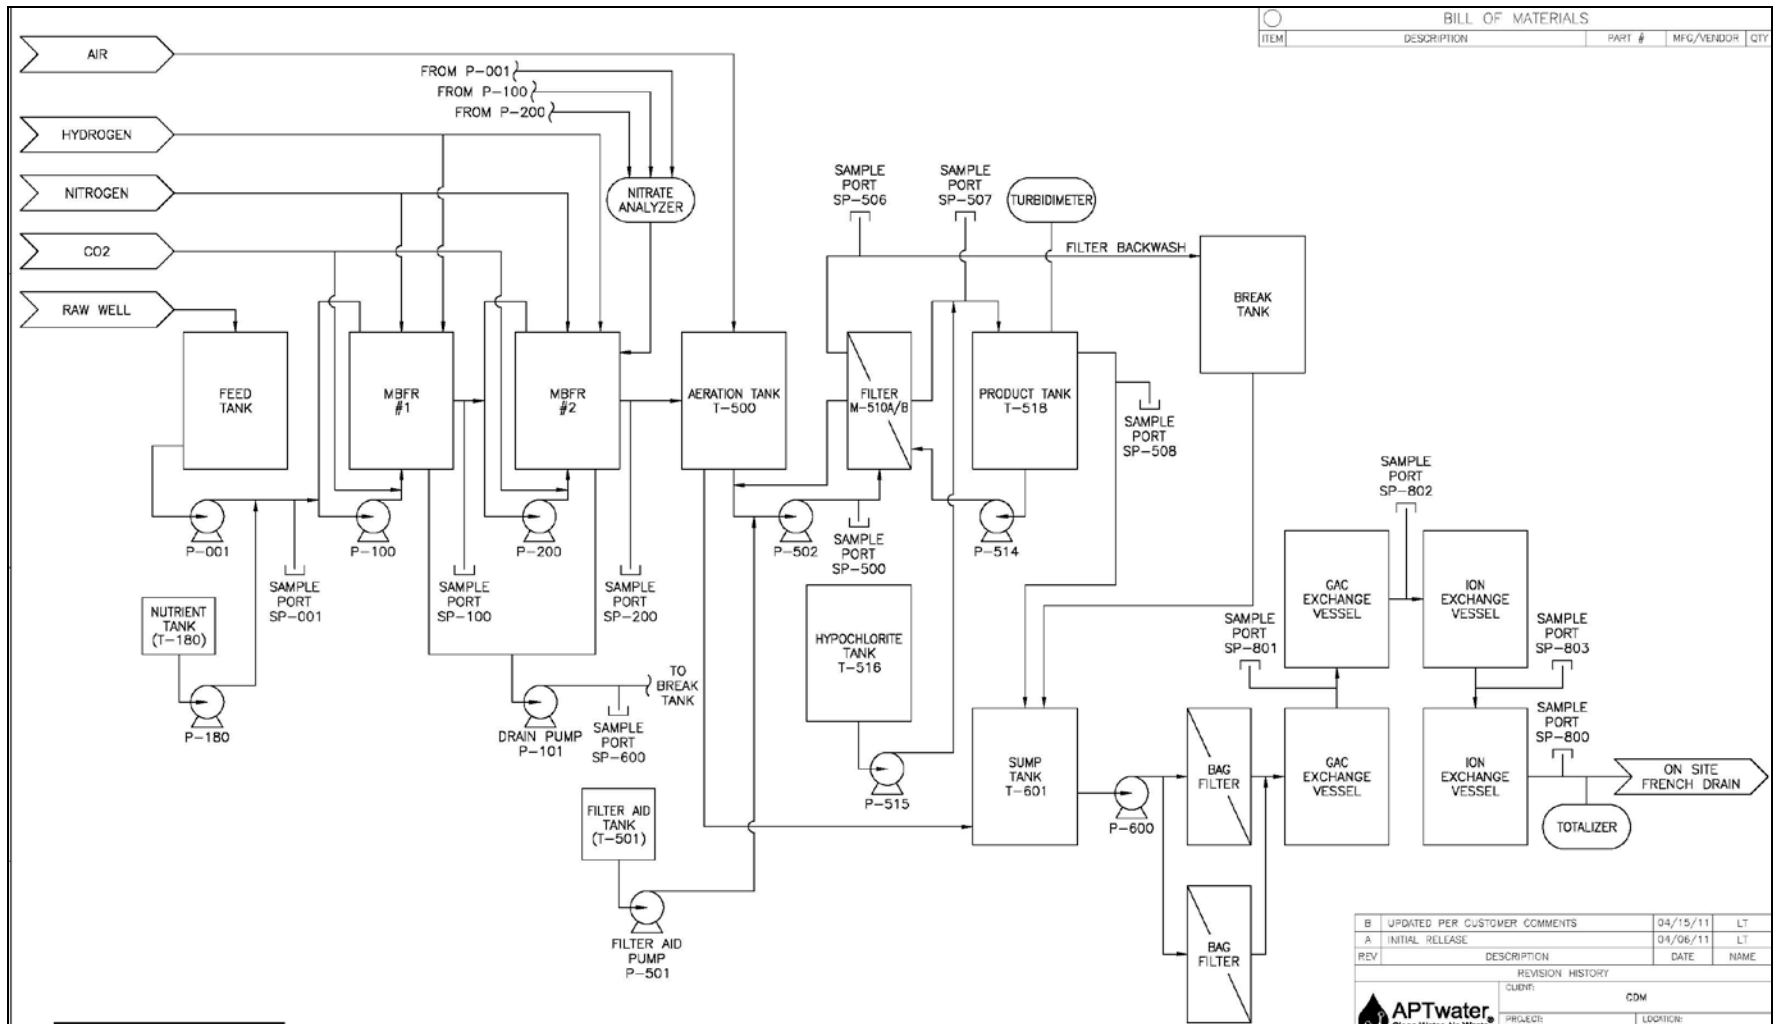 BILL OF MATERIALS
ITEM DESCRIPTION PART # MFG/VENDOR QTY
AIR
HYDROGEN
NITROGEN
CO2
RAW WELL
FROM P-001
FROM P-100
FROM P-200
NITRATE
ANALYZER
SAMPLE
PORT
SP-506
SAMPLE
PORT
SP-507
TURBIDIMETER
FILTER BACKWASH
BREAK
TANK
FEED
TANK
MBFR
#1
MBFR
#2
AERATION TANK
T-500
FILTER
M-510A/B
PRODUCT TANK
T-518
SAMPLE
PORT
SP-508
P-001
P-100
P-200
P-502
P-514
SAMPLE
PORT
SP-001
SAMPLE
PORT
SP-100
SAMPLE
PORT
SP-200
SAMPLE
PORT
SP-500
NUTRIENT
TANK
(T-180)
P-180
DRAIN PUMP
P-101
SAMPLE
PORT
SP-600
TO
BREAK
TANK
HYPOCHLORITE
TANK
T-516
P-515
FILTER AID
TANK
(T-501)
FILTER AID
PUMP
P-501
SUMP
TANK
T-601
P-600
BAG
FILTER
BAG
FILTER
SAMPLE
PORT
SP-801
GAC
EXCHANGE
VESSEL
GAC
EXCHANGE
VESSEL
SAMPLE
PORT
SP-802
ION
EXCHANGE
VESSEL
ION
EXCHANGE
VESSEL
SAMPLE
PORT
SP-803
SAMPLE
PORT
SP-800
ON SITE
FRENCH DRAIN
TOTALIZER
B UPDATED PER CUSTOMER COMMENTS 04/15/11 LT
A INITIAL RELEASE 04/06/11 LT
REV DESCRIPTION DATE NAME
REVISION HISTORY
CLIENT:
CDM
APTwater
PROJECT: LOCATION: